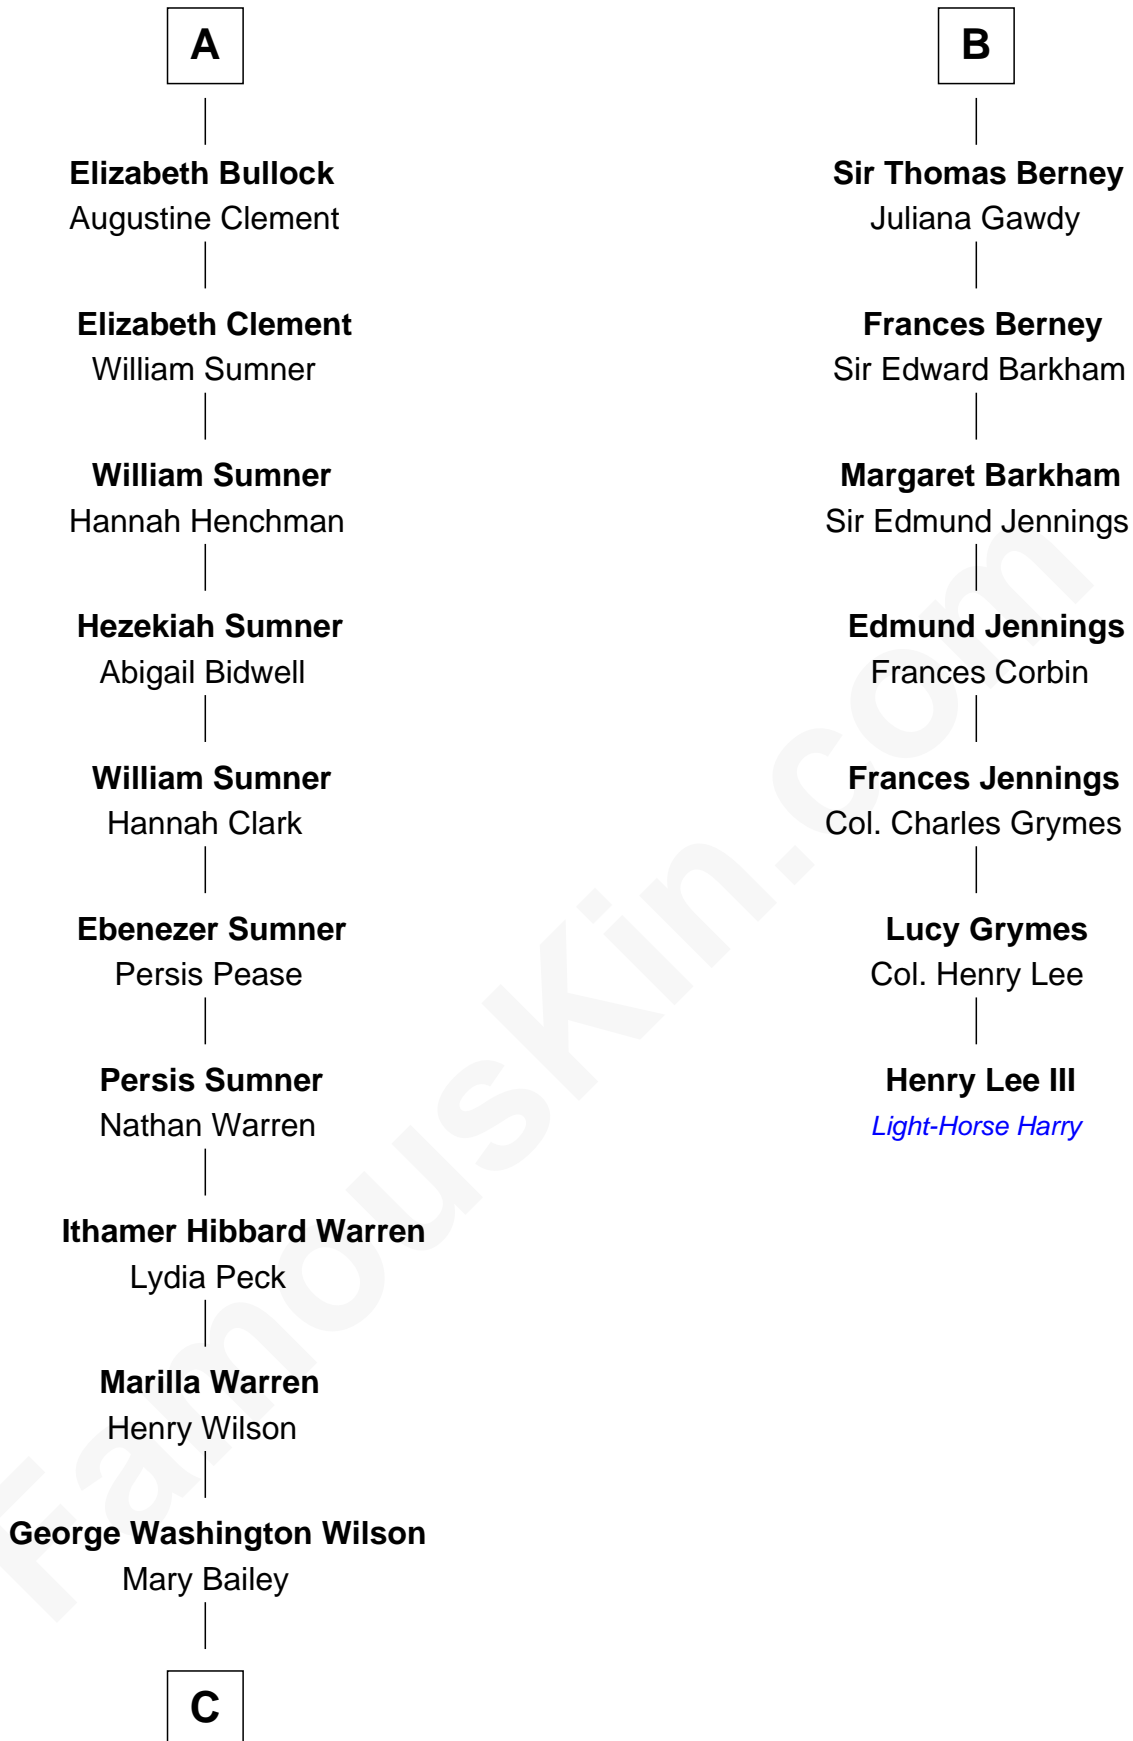 A
Elizabeth Bullock
Augustine Clement
Elizabeth Clement
William Sumner
William Sumner
Hannah Henchman
Hezekiah Sumner
Abigail Bidwell
William Sumner
Hannah Clark
Ebenezer Sumner
Persis Pease
Persis Sumner
Nathan Warren
Ithamer Hibbard Warren
Lydia Peck
Marilla Warren
Henry Wilson
George Washington Wilson
Mary Bailey
C
B
Sir Thomas Berney
Juliana Gawdy
Frances Berney
Sir Edward Barkham
Margaret Barkham
Sir Edmund Jennings
Edmund Jennings
Frances Corbin
Frances Jennings
Col. Charles Grymes
Lucy Grymes
Col. Henry Lee
Henry Lee III
Light-Horse Harry
FamousKin.com